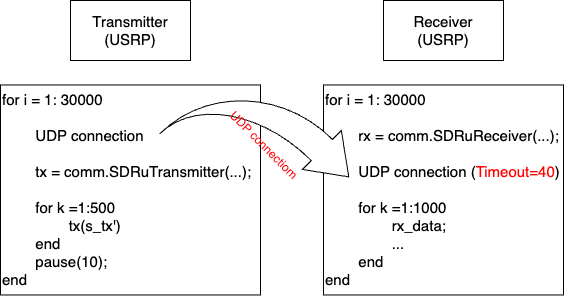 Transmitter
(USRP)
Receiver
(USRP)
for i = 1: 30000
UDP connection
tx = comm.SDRuTransmitter(...);
for k =1:500
tx(s_tx')
end
pause(10);
end
UDP connectiom
for i = 1: 30000
rx = comm.SDRuReceiver(...);
UDP connection (Timeout=40)
for k =1:1000
rx_data;
...
end
end